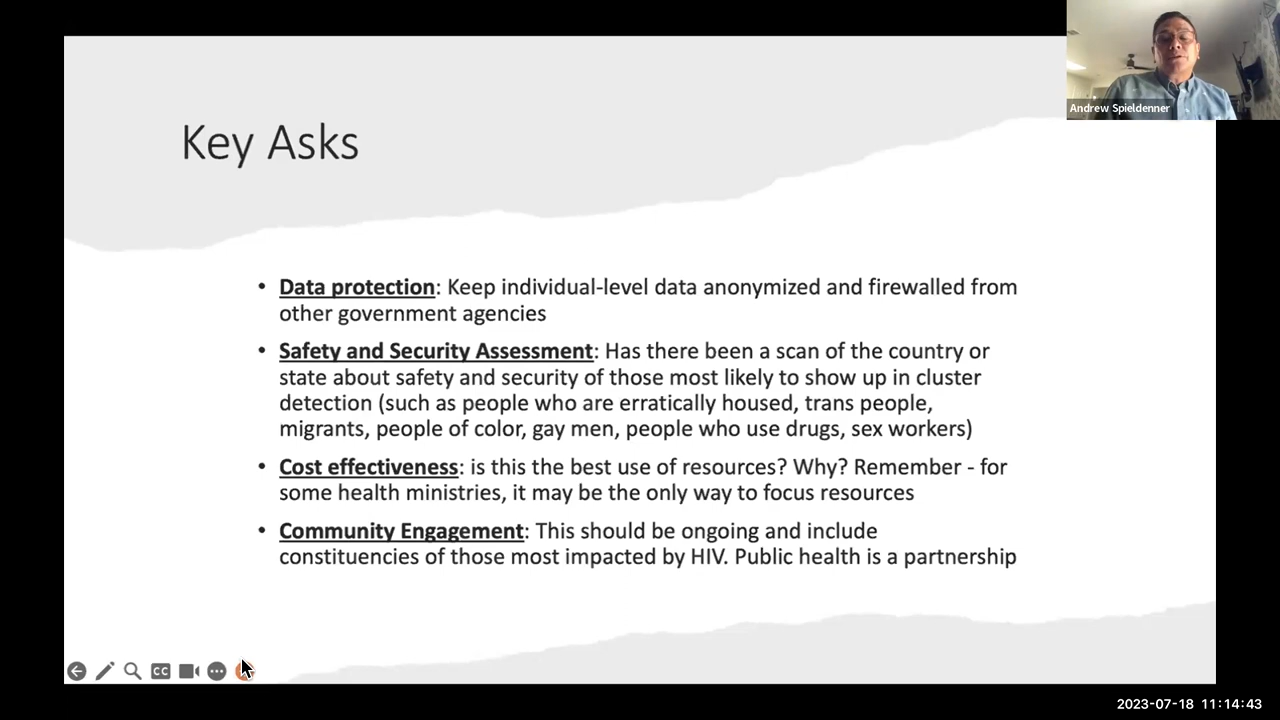 Andrew Spieldenner
Key Asks
• Data protection: Keep individual-level data anonymized and firewalled from
other government agencies
• Safety and Security Assessment: Has there been a scan of the country or
state about safety and security of those most likely to show up in cluster
detection (such as people who are erratically housed, trans people,
migrants, people of color, gay men, people who use drugs, sex workers)
• Cost effectiveness: is this the best use of resources? Why? Remember - for
some health ministries, it may be the only way to focus resources
• Community Engagement: This should be ongoing and include
constituencies of those most impacted by HIV. Public health is a partnership
CC
2023-07-18 11:14:43